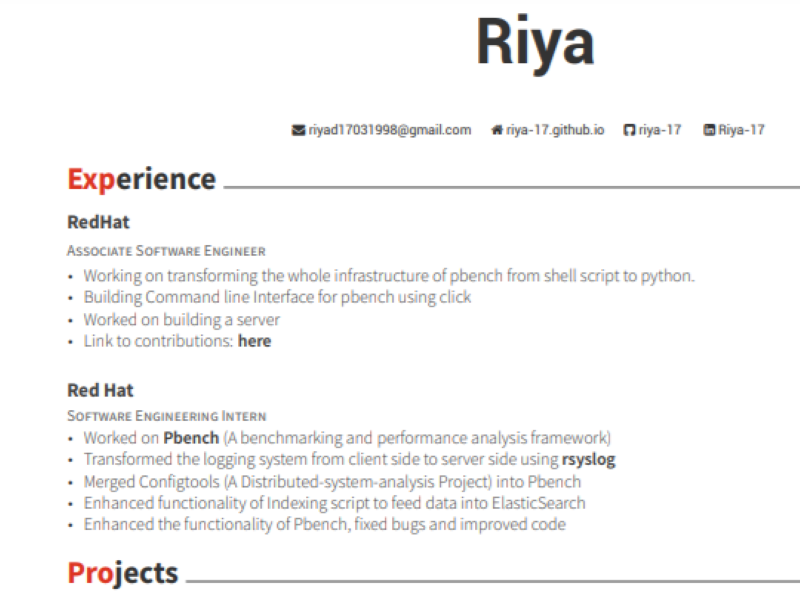 Riya
riyad17031998@gmail.com riya-17.github.io riya-17 Riya-17
Experience
RedHat
Associate Software Engineer
• Working on transforming the whole infrastructure of pbench from shell script to python.
• Building Command line Interface for pbench using click
• Worked on building a server
• Link to contributions: here
Red Hat
Software Engineering Intern
• Worked on Pbench (A benchmarking and performance analysis framework)
• Transformed the logging system from client side to server side using rsyslog
• Merged Configtools (A Distributed-system-analysis Project) into Pbench
• Enhanced functionality of Indexing script to feed data into ElasticSearch
• Enhanced the functionality of Pbench, fixed bugs and improved code
Projects